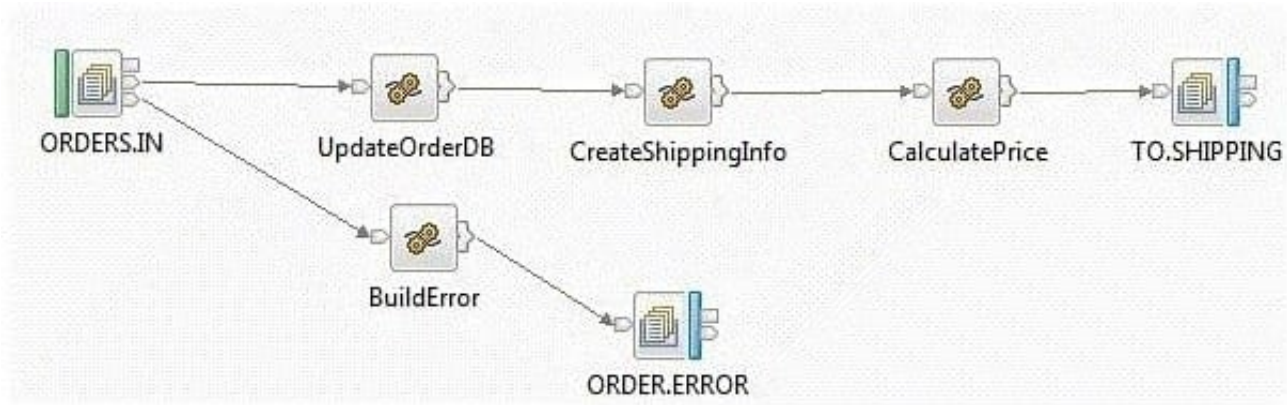 ORDERS.IN
UpdateOrderDB
CreateShippingInfo
CalculatePrice
TO.SHIPPING
BuildError
ORDER.ERROR